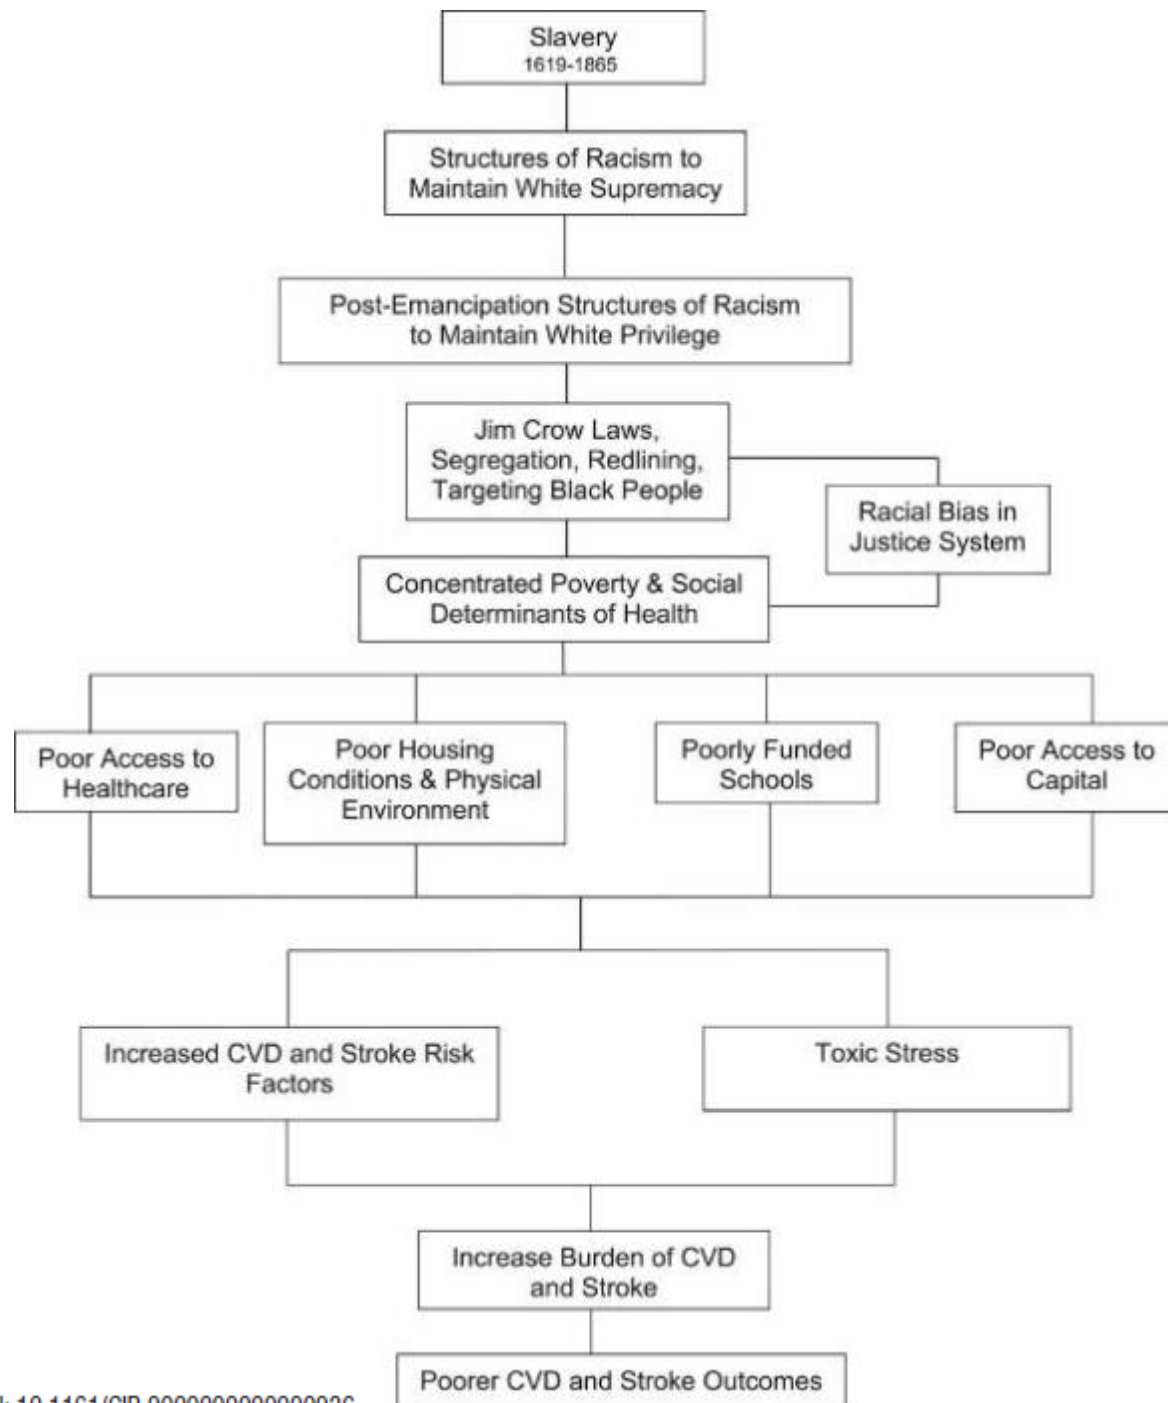 Slavery
1619-1865
Structures of Racism to
Maintain White Supremacy
Post-Emancipation Structures of Racism
to Maintain White Privilege
Jim Crow Laws,
Segregation, Redlining,
Targeting Black People
Racial Bias in
Justice System
Concentrated Poverty & Social
Determinants of Health
Poor Access to
Healthcare
Poor Housing
Conditions & Physical
Environment
Poorly Funded
Schools
Poor Access to
Capital
Increased CVD and Stroke Risk
Factors
Toxic Stress
Increase Burden of CVD
and Stroke
Poorer CVD and Stroke Outcomes